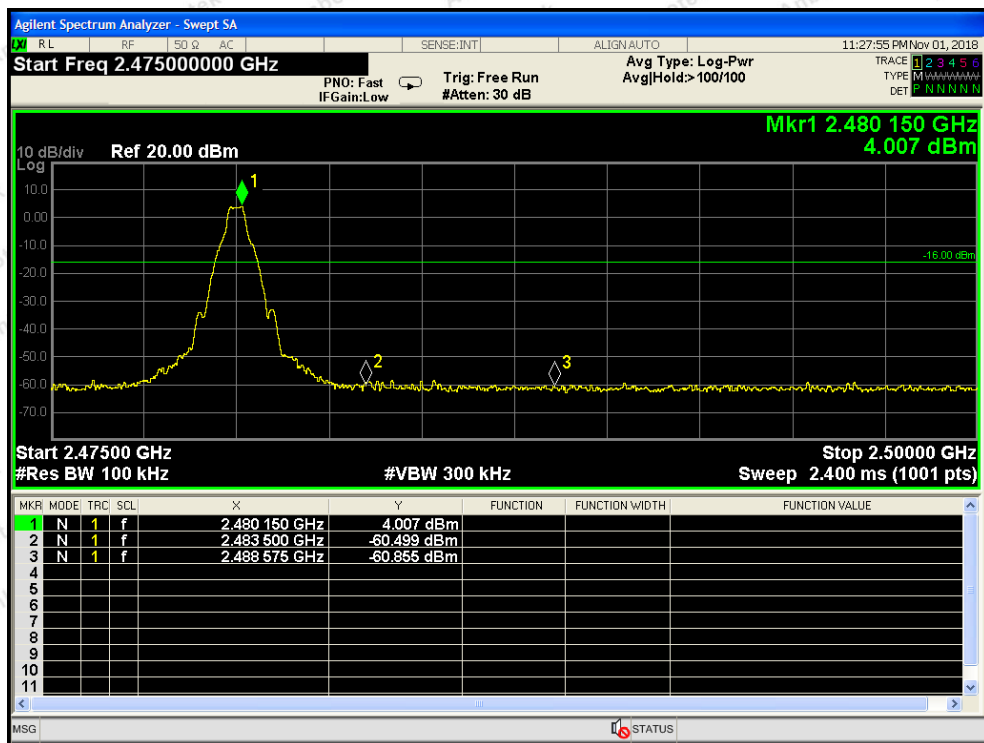 Agilent Spectrum Analyzer - Swept SA
LXI RL RF 50 Ω AC SENSE:INT ALIGN AUTO 11:27:55 PM Nov 01, 2018
Start Freq 2.475000000 GHz
PNO: Fast
IFGain:Low
Trig: Free Run
#Atten: 30 dB
Avg Type: Log-Pwr
Avg|Hold:>100/100
TRACE 1 2 3 4 5 6
TYPE M
DET P N N N N N
Mkr1 2.480 150 GHz
4.007 dBm
10 dB/div Ref 20.00 dBm
Log
10.0
0.00
-10.0
-20.0
-30.0
-40.0
-50.0
-60.0
-70.0
1
-16.00 dBm
2
3
Start 2.47500 GHz Stop 2.50000 GHz
#Res BW 100 kHz #VBW 300 kHz Sweep 2.400 ms (1001 pts)
MKR MODE TRC SCL X Y FUNCTION FUNCTION WIDTH FUNCTION VALUE
1 N 1 f 2.480 150 GHz 4.007 dBm
2 N 1 f 2.483 500 GHz -60.499 dBm
3 N 1 f 2.488 575 GHz -60.855 dBm
4
5
6
7
8
9
10
11
MSG STATUS